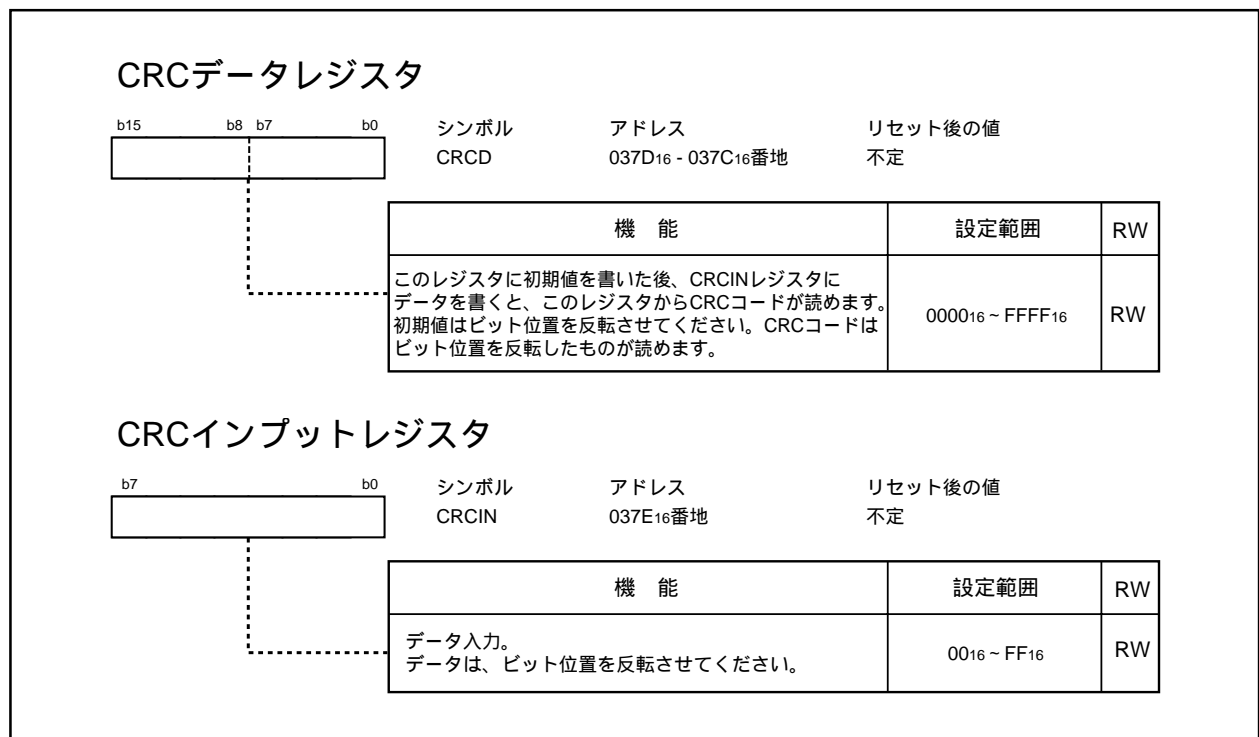 CRCデータレジスタ
b15 b8 b7 b0 シンボル アドレス リセット後の値
CRCD 037D16 - 037C16番地 不定
機 能 設定範囲 RW
このレジスタに初期値を書いた後、CRCINレジスタに
データを書くと、このレジスタからCRCコードが読めます。
初期値はビット位置を反転させてください。CRCコードは
ビット位置を反転したものが読めます。
000016 ~ FFFF16 RW
CRCインプットレジスタ
b7 b0 シンボル アドレス リセット後の値
CRCIN 037E16番地 不定
機 能 設定範囲 RW
データ入力。
データは、ビット位置を反転させてください。
0016 ~ FF16 RW